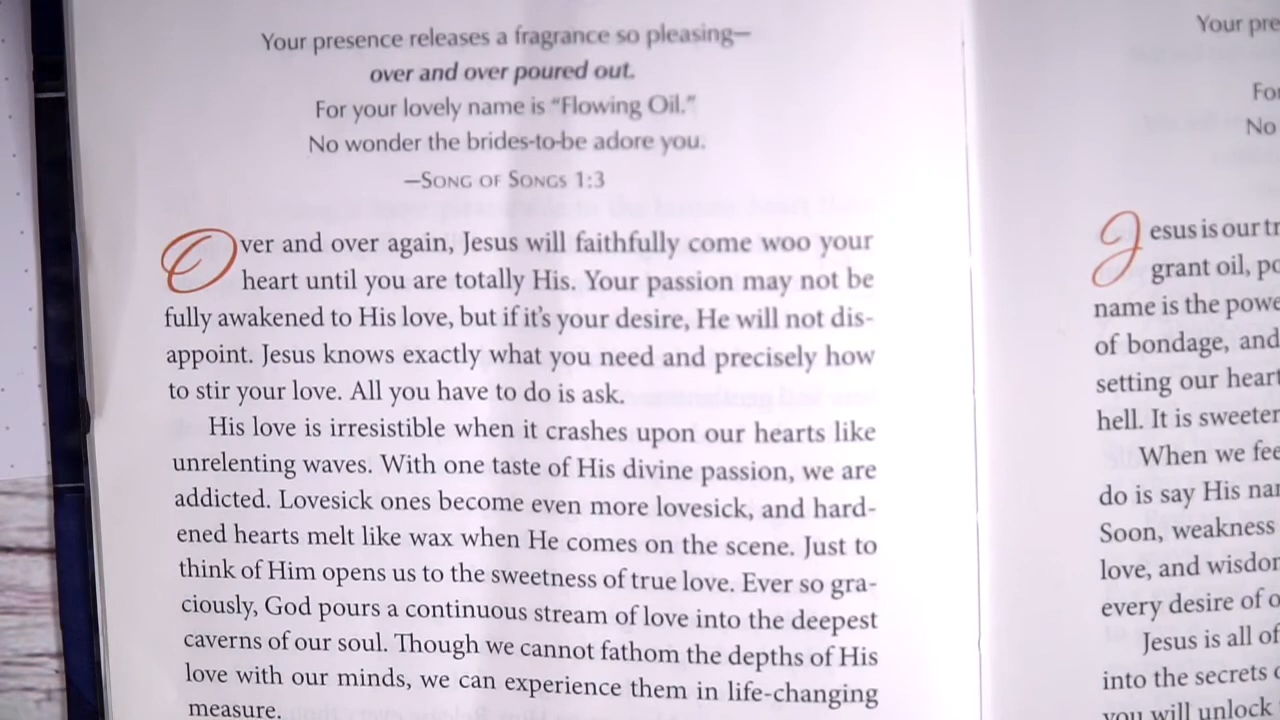 Your presence releases a fragrance so pleasing—
over and over poured out.
For your lovely name is “Flowing Oil.”
No wonder the brides-to-be adore you.
—Song of Songs 1:3
Over and over again, Jesus will faithfully come woo your
heart until you are totally His. Your passion may not be
fully awakened to His love, but if it’s your desire, He will not dis-
appoint. Jesus knows exactly what you need and precisely how
to stir your love. All you have to do is ask.
His love is irresistible when it crashes upon our hearts like
unrelenting waves. With one taste of His divine passion, we are
addicted. Lovesick ones become even more lovesick, and hard-
ened hearts melt like wax when He comes on the scene. Just to
think of Him opens us to the sweetness of true love. Ever so gra-
ciously, God pours a continuous stream of love into the deepest
caverns of our soul. Though we cannot fathom the depths of His
love with our minds, we can experience them in life-changing
measure.
Your
No
Jesus is our
grant oil,
name is the
of bondage, and
setting our
hell. It is sweeter
When we
do is say His
Soon, weakness
love, and
every desire of
Jesus is all of
into the secrets
you will unlock